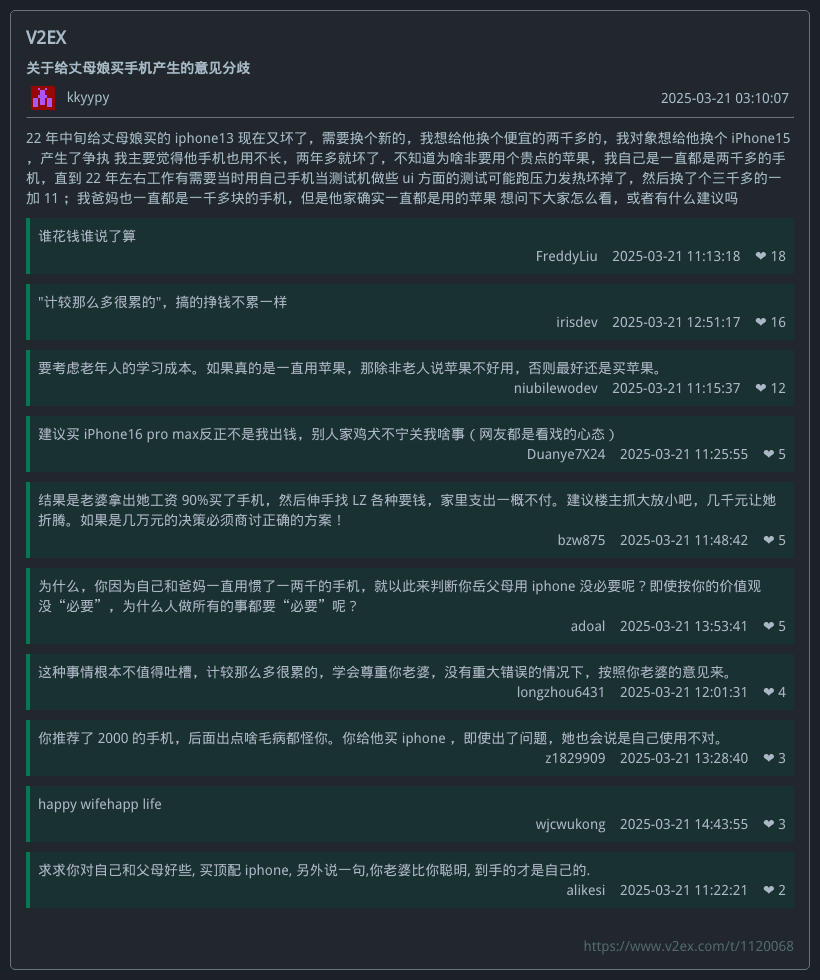 V2EX
关于给丈母娘买手机产生的意见分歧
kkyypy 2025-03-21 03:10:07
22 年中旬给丈母娘买的 iphone13 现在又坏了，需要换个新的，我想给他换个便宜的两千多的，我对象想给他换个 iPhone15
，产生了争执 我主要觉得他手机也用不长，两年多就坏了，不知道为啥非要用个贵点的苹果，我自己是一直都是两千多的手
机，直到 22 年左右工作有需要当时用自己手机当测试机做些 ui 方面的测试可能跑压力发热坏掉了，然后换了个三千多的一
加 11 ；我爸妈也一直都是一千多块的手机，但是他家确实一直都是用的苹果 想问下大家怎么看，或者有什么建议吗
谁花钱谁说了算
FreddyLiu 2025-03-21 11:13:18 ❤ 18
"计较那么多很累的"，搞的挣钱不累一样
irisdev 2025-03-21 12:51:17 ❤ 16
要考虑老年人的学习成本。如果真的是一直用苹果，那除非老人说苹果不好用，否则最好还是买苹果。
niubilewodev 2025-03-21 11:15:37 ❤ 12
建议买 iPhone16 pro max反正不是我出钱，别人家鸡犬不宁关我啥事（网友都是看戏的心态）
Duanye7X24 2025-03-21 11:25:55 ❤ 5
结果是老婆拿出她工资 90%买了手机，然后伸手找 LZ 各种要钱，家里支出一概不付。建议楼主抓大放小吧，几千元让她
折腾。如果是几万元的决策必须商讨正确的方案！
bzw875 2025-03-21 11:48:42 ❤ 5
为什么，你因为自己和爸妈一直用惯了一两千的手机，就以此来判断你岳父母用 iphone 没必要呢？即使按你的价值观
没“必要”，为什么人做所有的事都要“必要”呢？
adoal 2025-03-21 13:53:41 ❤ 5
这种事情根本不值得吐槽，计较那么多很累的，学会尊重你老婆，没有重大错误的情况下，按照你老婆的意见来。
longzhou6431 2025-03-21 12:01:31 ❤ 4
你推荐了 2000 的手机，后面出点啥毛病都怪你。你给他买 iphone ，即使出了问题，她也会说是自己使用不对。
z1829909 2025-03-21 13:28:40 ❤ 3
happy wifehapp life
wjcwukong 2025-03-21 14:43:55 ❤ 3
求求你对自己和父母好些, 买顶配 iphone, 另外说一句,你老婆比你聪明, 到手的才是自己的.
alikesi 2025-03-21 11:22:21 ❤ 2
https://www.v2ex.com/t/1120068